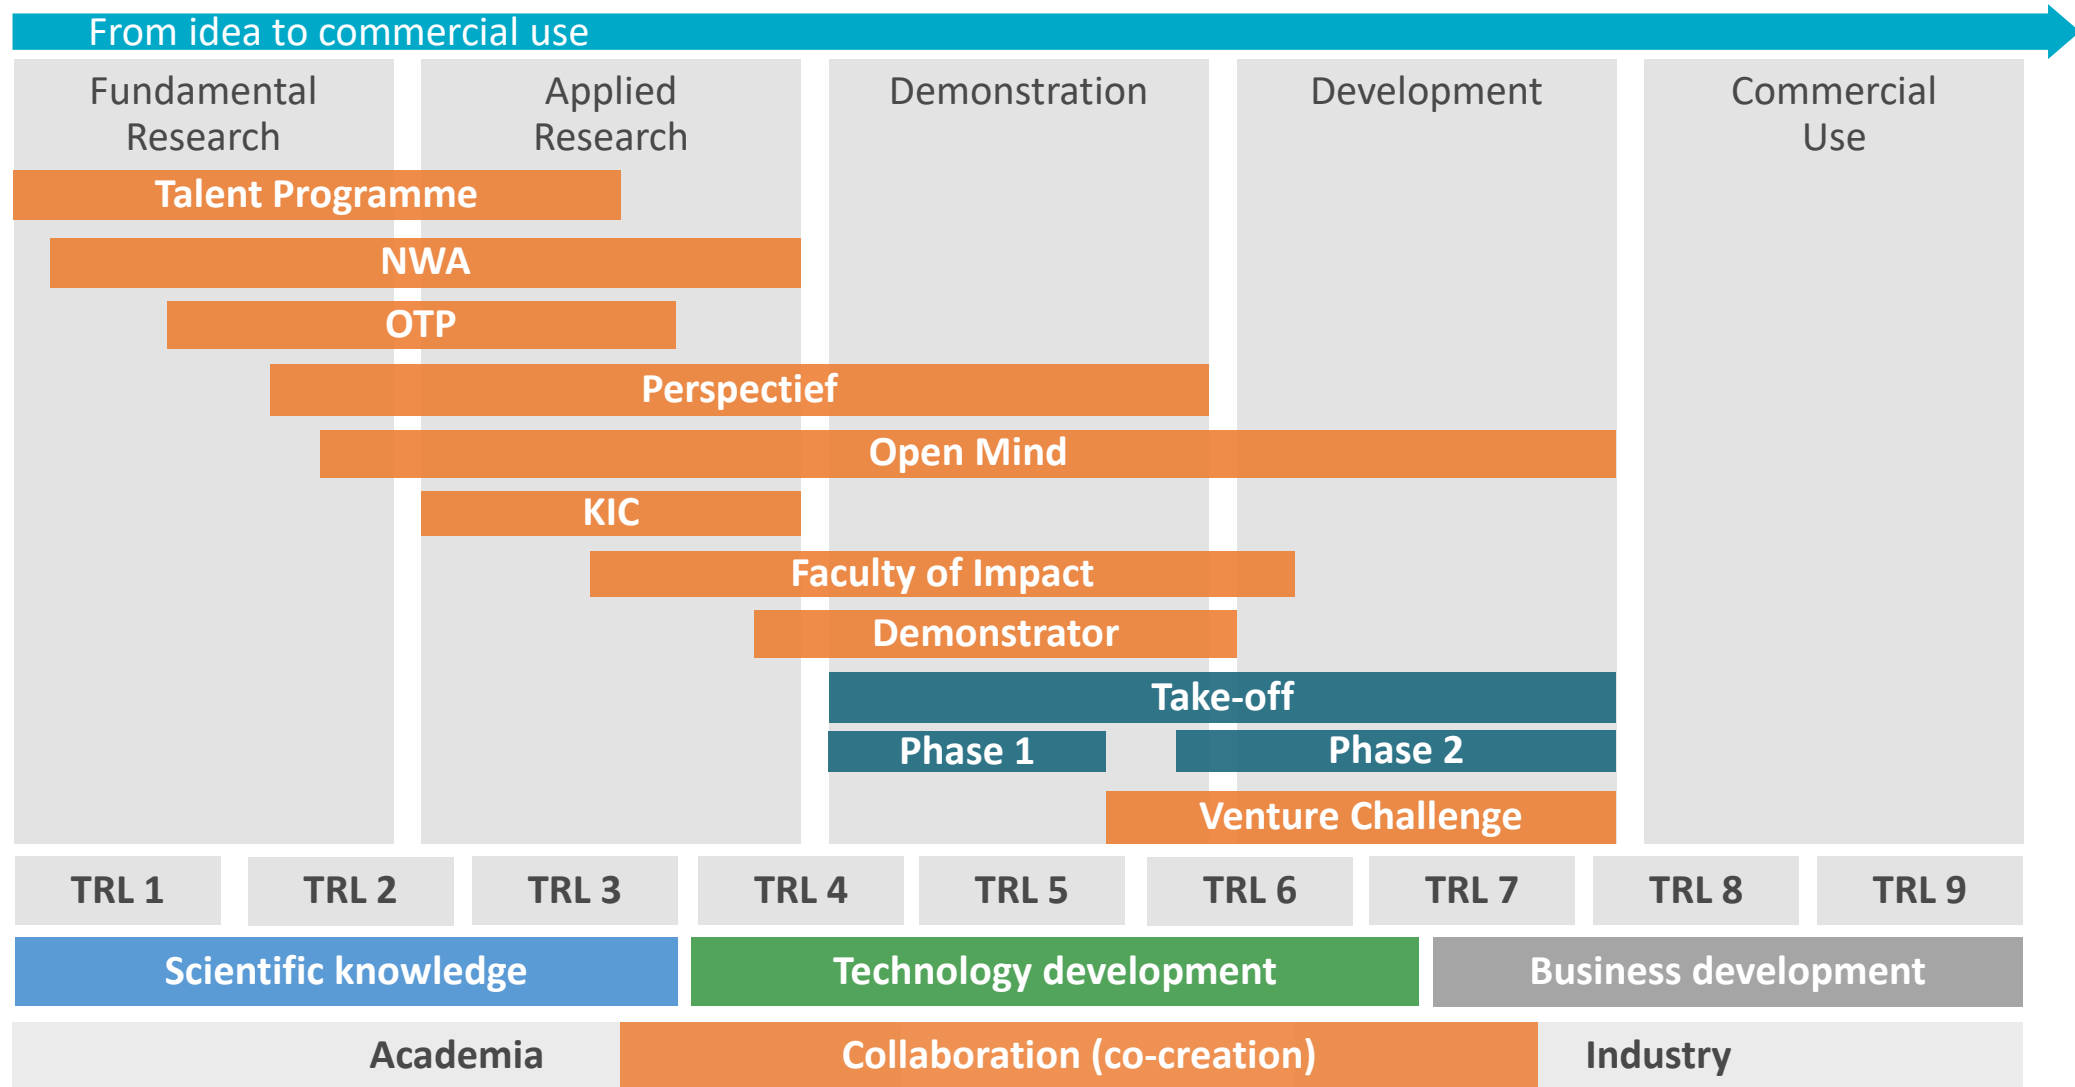 From idea to commercial use
Fundamental
Research
Applied
Research
Demonstration
Development
Commercial
Use
Talent Programme
NWA
OTP
Perspectief
Open Mind
KIC
Faculty of Impact
Demonstrator
Take-off
Phase 1
Phase 2
Venture Challenge
TRL 1
TRL 2
TRL 3
TRL 4
TRL 5
TRL 6
TRL 7
TRL 8
TRL 9
Scientific knowledge
Technology development
Business development
Academia
Collaboration (co-creation)
Industry